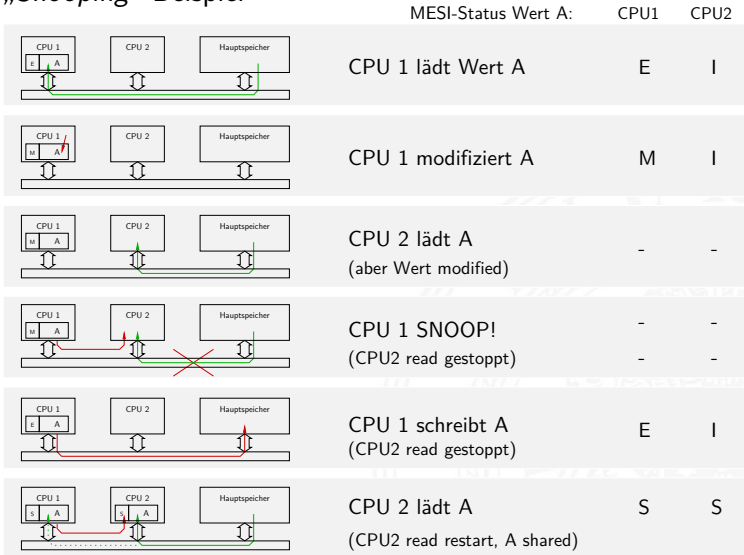 „Snooping“ Beispiel
MESI-Status Wert A: CPU1 CPU2
CPU 1 CPU 2 Hauptspeicher
E A
CPU 1 lädt Wert A E I
CPU 1 CPU 2 Hauptspeicher
M A
CPU 1 modifiziert A M I
CPU 1 CPU 2 Hauptspeicher
M A
CPU 2 lädt A - -
(aber Wert modified)
CPU 1 CPU 2 Hauptspeicher
M A
CPU 1 SNOOP! - -
(CPU2 read gestoppt) - -
CPU 1 CPU 2 Hauptspeicher
E A
CPU 1 schreibt A E I
(CPU2 read gestoppt)
CPU 1 CPU 2 Hauptspeicher
S A S A
CPU 2 lädt A S S
(CPU2 read restart, A shared)